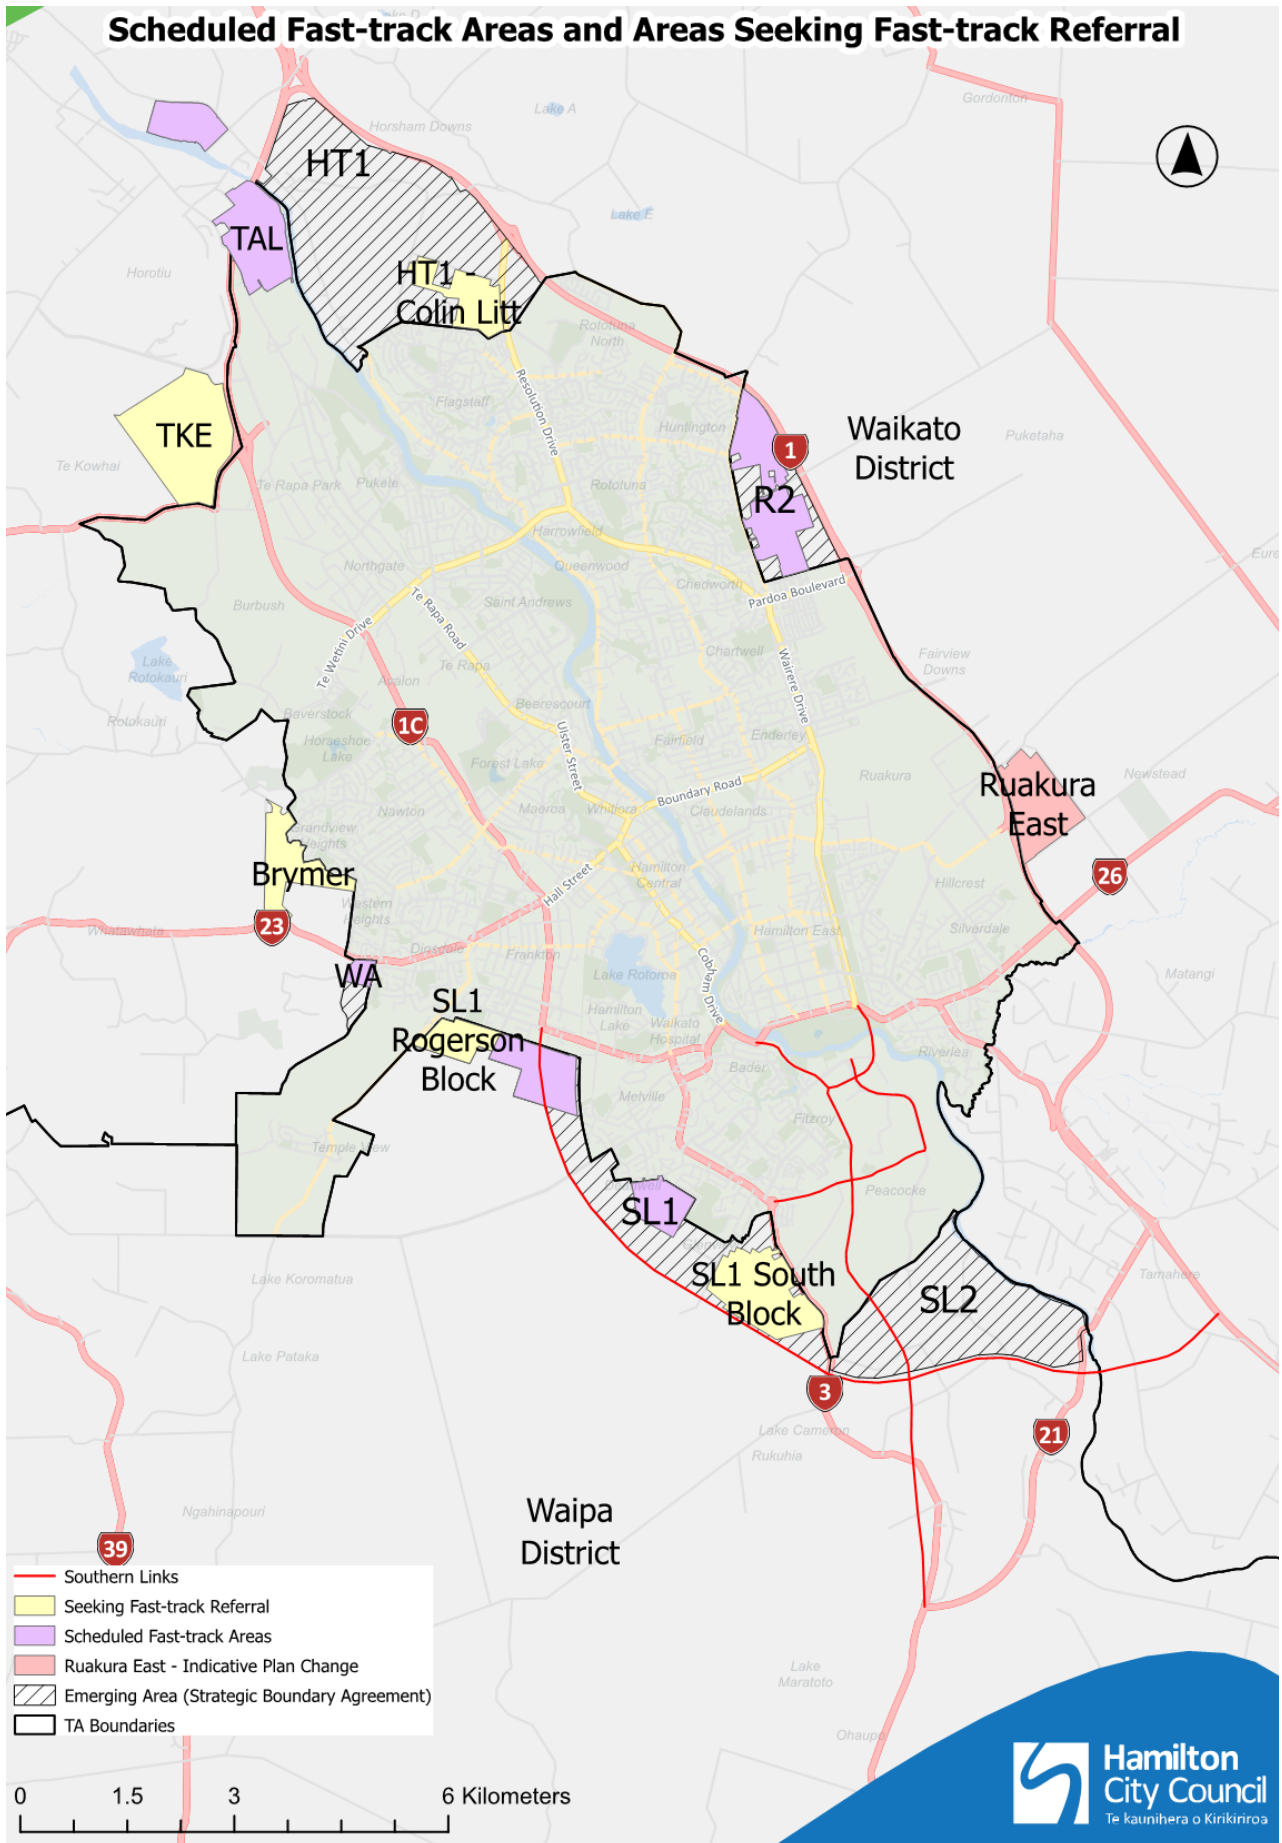 Scheduled Fast-track Areas and Areas Seeking Fast-track Referral
Gordonton
Lake A
Horsham Downs
HT1
Lake E
TAL
Horotiu
HT1 -
Colin Litt
Rototuna
North
Resolution Drive
Flagstaff
Huntington
Waikato
District
1
Puketaha
TKE
Te Kowhai
Te Rapa Park
Pukete
Rototuna
R2
Harrowfield
Queenwood
Northgate
Chedworth
Pardoa Boulevard
Burbush
Te Rapa Road
Saint Andrews
Te Wetini Drive
Chartwell
Wairere Drive
Fairview
Downs
Lake
Rotokauri
Te Rapa
Avalon
Rotokauri
Baverstock
Beerescourt
1C
Horseshoe
Lake
Ulster Street
Fairfield
Enderley
Forest Lake
Ruakura
Ruakura
East
Newstead
Boundary Road
Nawton
Maeroa
Whitiora
Claudelands
Grandview
Heights
Brymer
Hall Street
Hamilton
Central
26
Hillcrest
Western
Heights
23
Whatawhata
Dinsdale
Frankton
Hamilton East
Silverdale
Cobham Drive
WA
Lake Rotoroa
Matangi
SL1
Rogerson
Block
Hamilton
Lake
Waikato
Hospital
Riverlea
Bader
Melville
Fitzroy
Temple View
Peacocke
SL1
Glenview
SL1 South
Block
SL2
Tamahere
Lake Koromatua
Lake Pataka
3
Lake Cameron
Rukuhia
21
Waipa
District
Ngahinapouri
39
Southern Links
Seeking Fast-track Referral
Scheduled Fast-track Areas
Ruakura East - Indicative Plan Change
Emerging Area (Strategic Boundary Agreement)
TA Boundaries
Lake
Maratoto
Ohaupo
0 1.5 3 6 Kilometers
Hamilton
City Council
Te kaunihera o Kirikiriroa